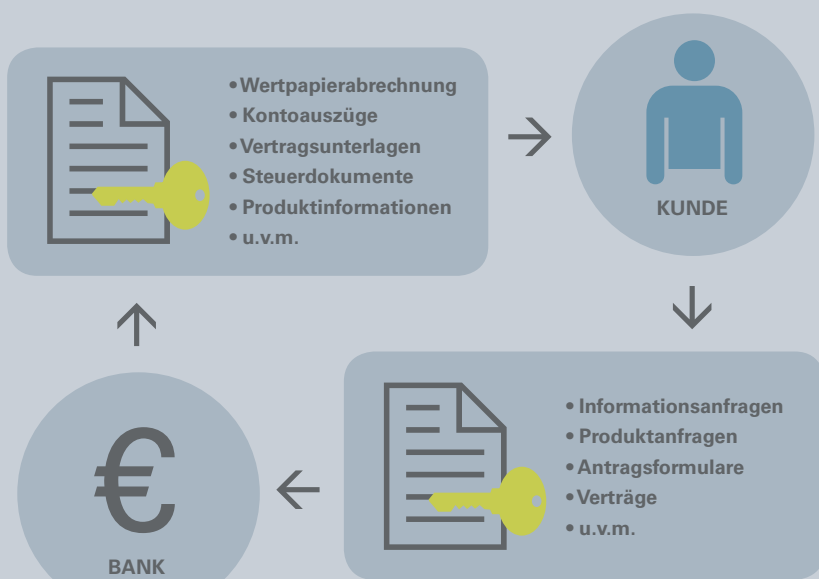 • Wertpapierabrechnung
• Kontoauszüge
• Vertragsunterlagen
• Steuerdokumente
• Produktinformationen
• u.v.m.
KUNDE
• Informationsanfragen
• Produktanfragen
• Antragsformulare
• Verträge
• u.v.m.
€
BANK